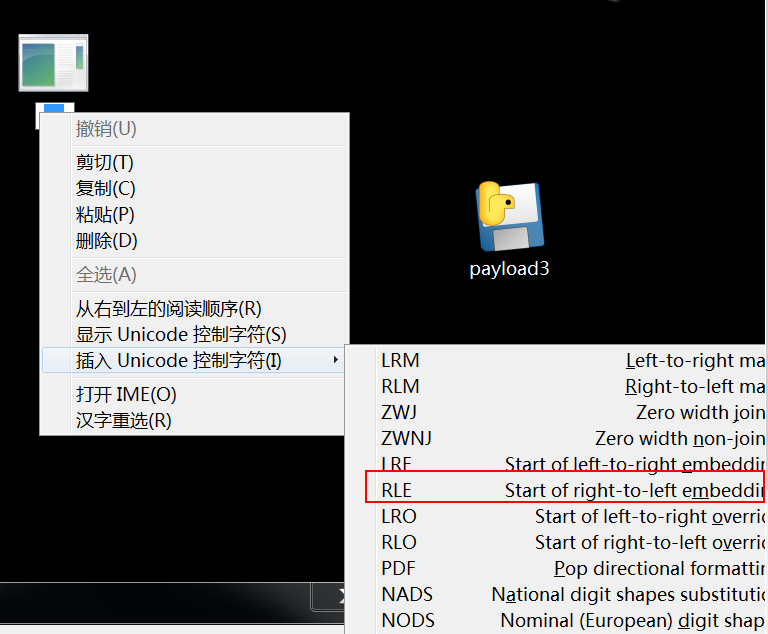 撤销(U)
剪切(T)
复制(C)
粘贴(P)
删除(D)
全选(A)
从右到左的阅读顺序(R)
显示 Unicode 控制字符(S)
插入 Unicode 控制字符(I)
打开 IME(O)
汉字重选(R)
payload3
LRM Left-to-right ma
RLM Right-to-left ma
ZWJ Zero width join
ZWNJ Zero width non-join
LRE Start of left-to-right embeddin
RLE Start of right-to-left embeddin
LRO Start of left-to-right overrid
RLO Start of right-to-left overrid
PDF Pop directional formattin
NADS National digit shapes substitutio
NODS Nominal (European) digit shap